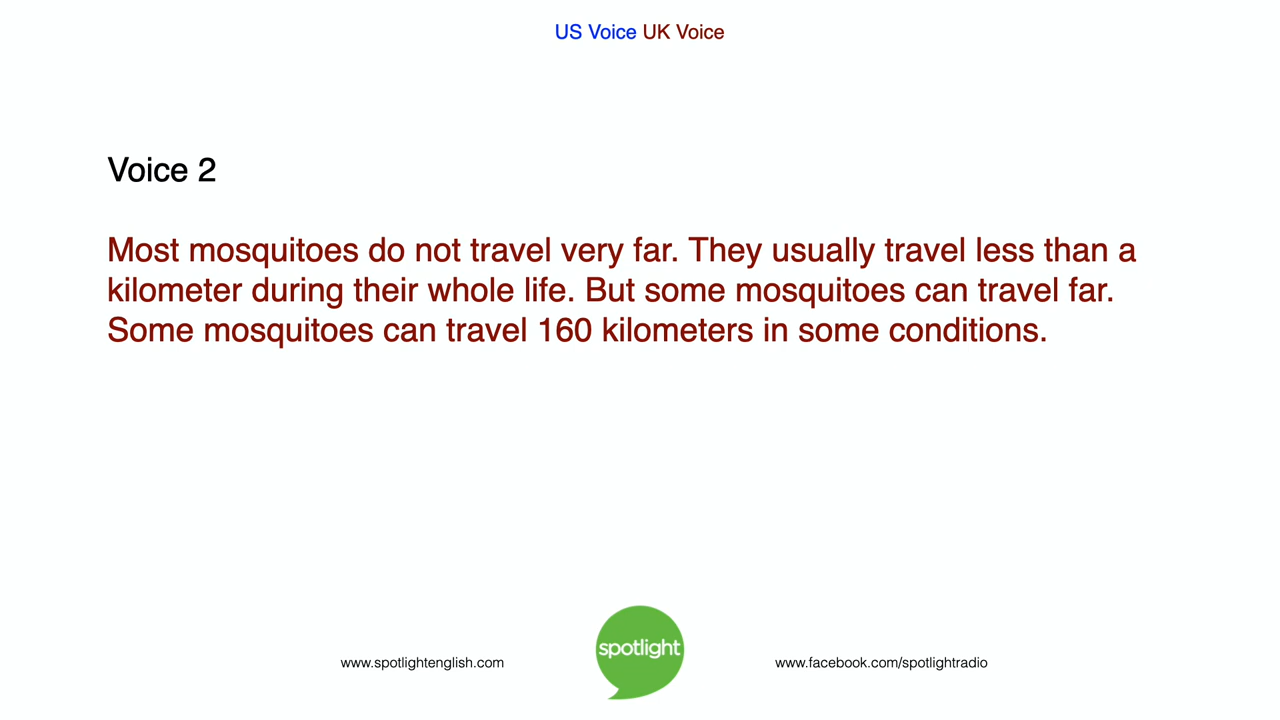 US Voice UK Voice
Voice 2
Most mosquitoes do not travel very far. They usually travel less than a
kilometer during their whole life. But some mosquitoes can travel far.
Some mosquitoes can travel 160 kilometers in some conditions.
www.spotlightenglish.com
spotlight
www.facebook.com/spotlightradio